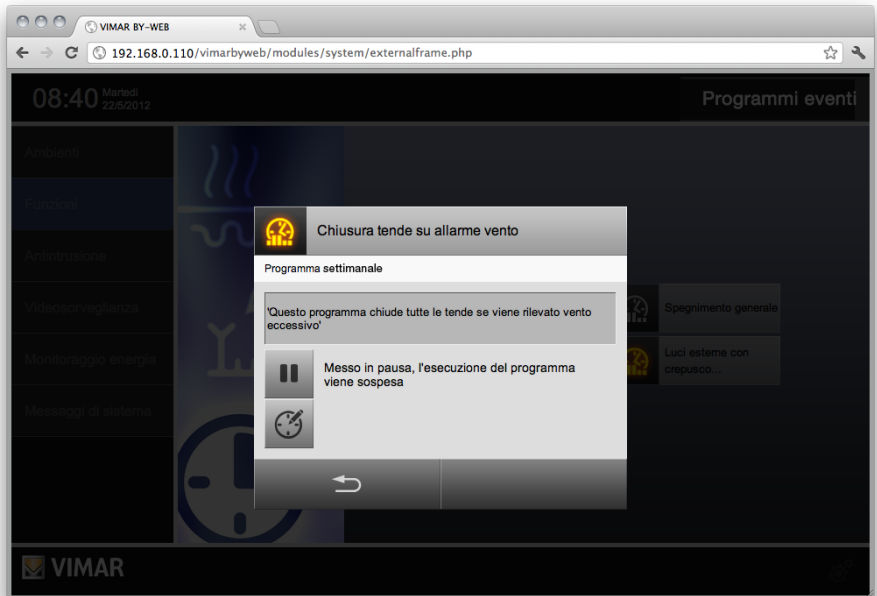 VIMAR BY-WEB
192.168.0.110/vimarbyweb/modules/system/externalframe.php
08:40 Martedì
22/5/2012
Programmi eventi
Ambienti
Funzioni
Antintrusione
Videosorveglianza
Monitoraggio energia
Messaggi di sistema
Chiusura tende su allarme vento
Programma settimanale
'Questo programma chiude tutte le tende se viene rilevato vento
eccessivo'
Messo in pausa, l'esecuzione del programma
viene sospesa
Spegnimento generale
Luci esterne con
crepusco...
VIMAR